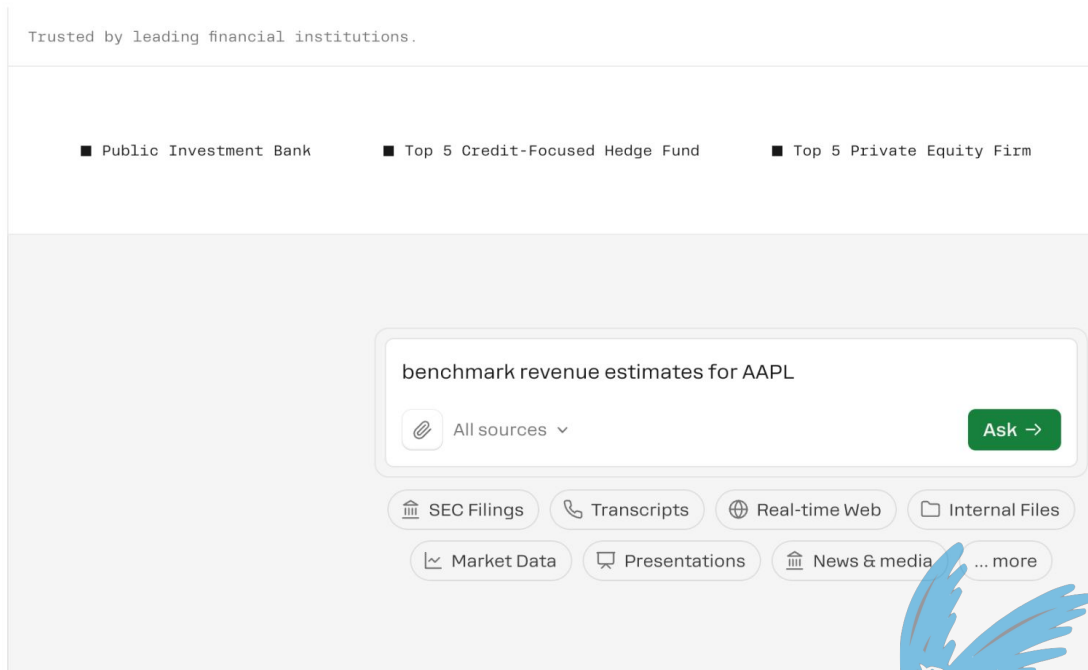 Trusted by leading financial institutions.
■ Public Investment Bank ■ Top 5 Credit-Focused Hedge Fund ■ Top 5 Private Equity Firm
benchmark revenue estimates for AAPL
All sources Ask →
SEC Filings Transcripts Real-time Web Internal Files
Market Data Presentations News & media ... more